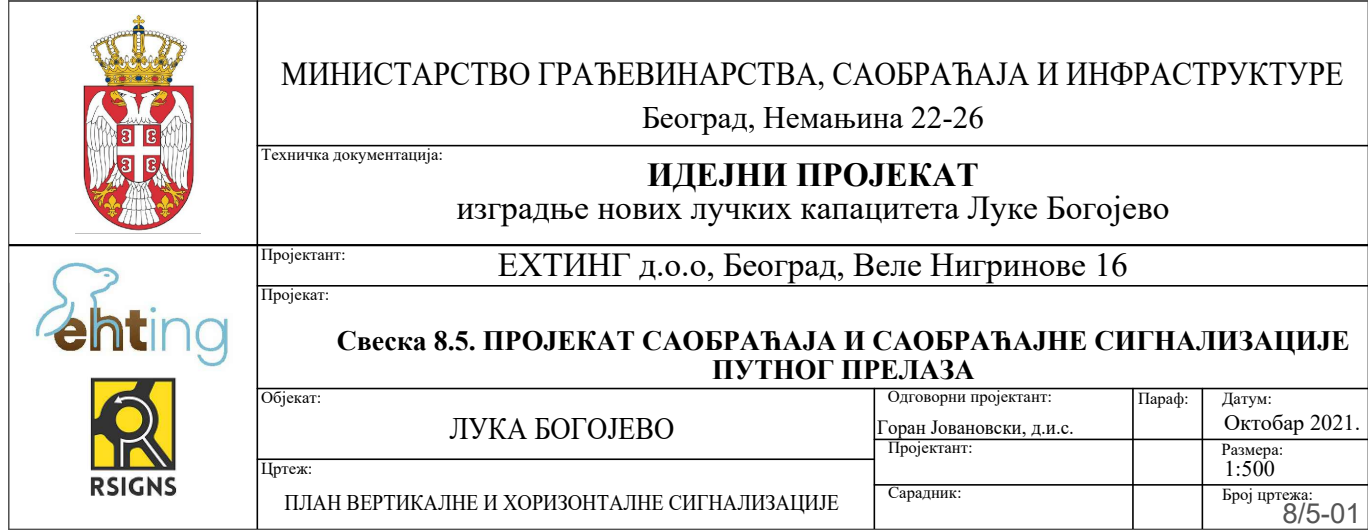 МИНИСТАРСТВО ГРАЂЕВИНАРСТВА, САОБРАЋАЈА И ИНФРАСТРУКТУРЕ
Београд, Немањина 22-26
Техничка документација:
ИДЕЈНИ ПРОЈЕКАТ
изградње нових лучких капацитета Луке Богојево
Пројектант:
ЕХТИНГ д.о.о, Београд, Веле Нигринове 16
ehting
Пројекат:
Свеска 8.5. ПРОЈЕКАТ САОБРАЋАЈА И САОБРАЋАЈНЕ СИГНАЛИЗАЦИЈЕ
ПУТНОГ ПРЕЛАЗА
RSIGNS
Објекат:
ЛУКА БОГОЈЕВО
Одговорни пројектант:
Горан Јовановски, д.и.с.
Параф:
Датум:
Октобар 2021.
Пројектант:
Размера:
1:500
Цртеж:
ПЛАН ВЕРТИКАЛНЕ И ХОРИЗОНТАЛНЕ СИГНАЛИЗАЦИЈЕ
Сарадник:
Број цртежа:
8/5-01